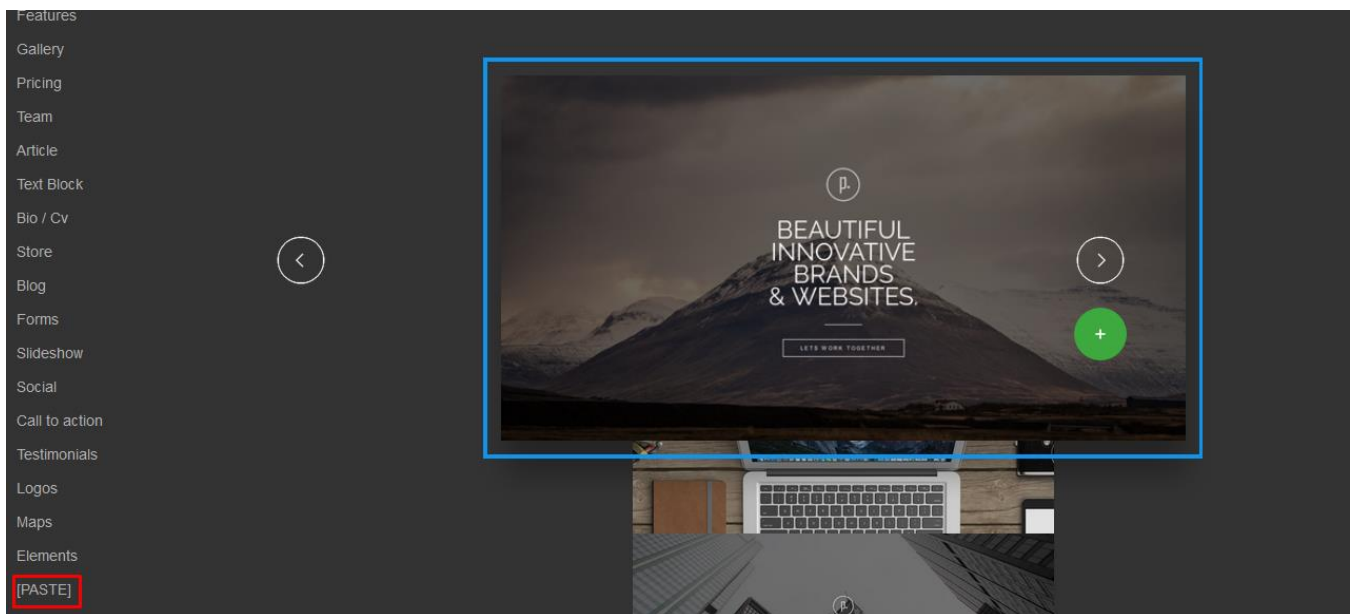 Features
Gallery
Pricing
Team
Article
Text Block
Bio / Cv
Store
Blog
Forms
Slideshow
Social
Call to action
Testimonials
Logos
Maps
Elements
[PASTE]
p.
BEAUTIFUL
INNOVATIVE
BRANDS
& WEBSITES.
LETS WORK TOGETHER
+
p.